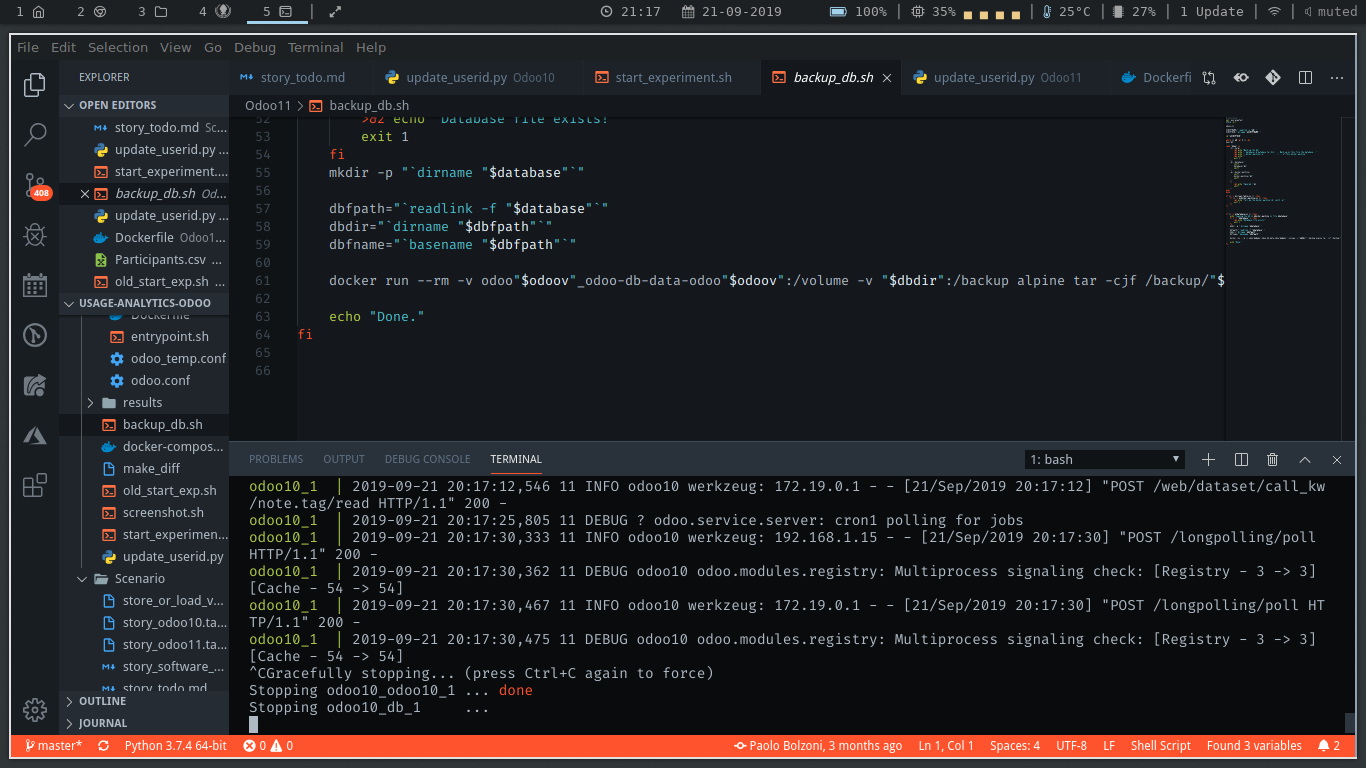 1 2 3 4 5 21:17 21-09-2019 100% | 35% | 25°C | 27% | 1 Update | | muted
File Edit Selection View Go Debug Terminal Help
EXPLORER
story_todo.md update_userid.py Odoo10 start_experiment.sh backup_db.sh update_userid.py Odoo11 Dockerfi
OPEN EDITORS
story_todo.md Sc...
update_userid.py ...
start_experiment....
backup_db.sh Od...
update_userid.py ...
Dockerfile Odoo1...
Participants.csv ...
old_start_exp.sh ...
USAGE-ANALYTICS-ODOO
Dockerfile
entrypoint.sh
odoo_temp.conf
odoo.conf
results
backup_db.sh
docker-compos...
make_diff
old_start_exp.sh
screenshot.sh
start_experimen...
update_userid.py
Scenario
store_or_load_v...
story_odoo10.ta...
story_odoo11.ta...
story_software_...
story_todo.md
OUTLINE
JOURNAL
Odoo11 > backup_db.sh
52 >&2 echo "Database file exists!"
53 exit 1
54 fi
55 mkdir -p "`dirname "$database"`"
56
57 dbfpath="`readlink -f "$database"`"
58 dbdir="`dirname "$dbfpath"`"
59 dbfname="`basename "$dbfpath"`"
60
61 docker run --rm -v odoo"$odoov"_odoo-db-data-odoo"$odoov":/volume -v "$dbdir":/backup alpine tar -cjf /backup/"$
62
63 echo "Done."
64 fi
65
66
PROBLEMS OUTPUT DEBUG CONSOLE TERMINAL 1: bash
odoo10_1 | 2019-09-21 20:17:12,546 11 INFO odoo10 werkzeug: 172.19.0.1 - - [21/Sep/2019 20:17:12] "POST /web/dataset/call_kw
/note.tag/read HTTP/1.1" 200 -
odoo10_1 | 2019-09-21 20:17:25,805 11 DEBUG ? odoo.service.server: cron1 polling for jobs
odoo10_1 | 2019-09-21 20:17:30,333 11 INFO odoo10 werkzeug: 192.168.1.15 - - [21/Sep/2019 20:17:30] "POST /longpolling/poll
HTTP/1.1" 200 -
odoo10_1 | 2019-09-21 20:17:30,362 11 DEBUG odoo10 odoo.modules.registry: Multiprocess signaling check: [Registry - 3 -> 3]
[Cache - 54 -> 54]
odoo10_1 | 2019-09-21 20:17:30,467 11 INFO odoo10 werkzeug: 172.19.0.1 - - [21/Sep/2019 20:17:30] "POST /longpolling/poll HT
TP/1.1" 200 -
odoo10_1 | 2019-09-21 20:17:30,475 11 DEBUG odoo10 odoo.modules.registry: Multiprocess signaling check: [Registry - 3 -> 3]
[Cache - 54 -> 54]
^CGracefully stopping... (press Ctrl+C again to force)
Stopping odoo10_odoo10_1 ... done
Stopping odoo10_db_1 ...
408
master* Python 3.7.4 64-bit 0 0 Paolo Bolzoni, 3 months ago Ln 1, Col 1 Spaces: 4 UTF-8 LF Shell Script Found 3 variables 2